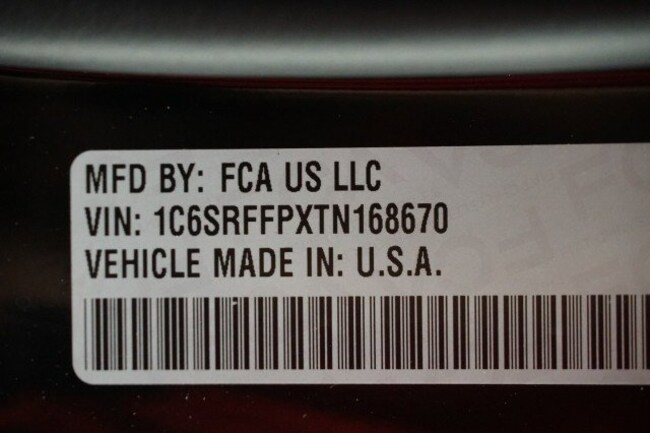 MFD BY: FCA US LLC
VIN: 1C6SRFFPXTN168670
VEHICLE MADE IN: U.S.A.